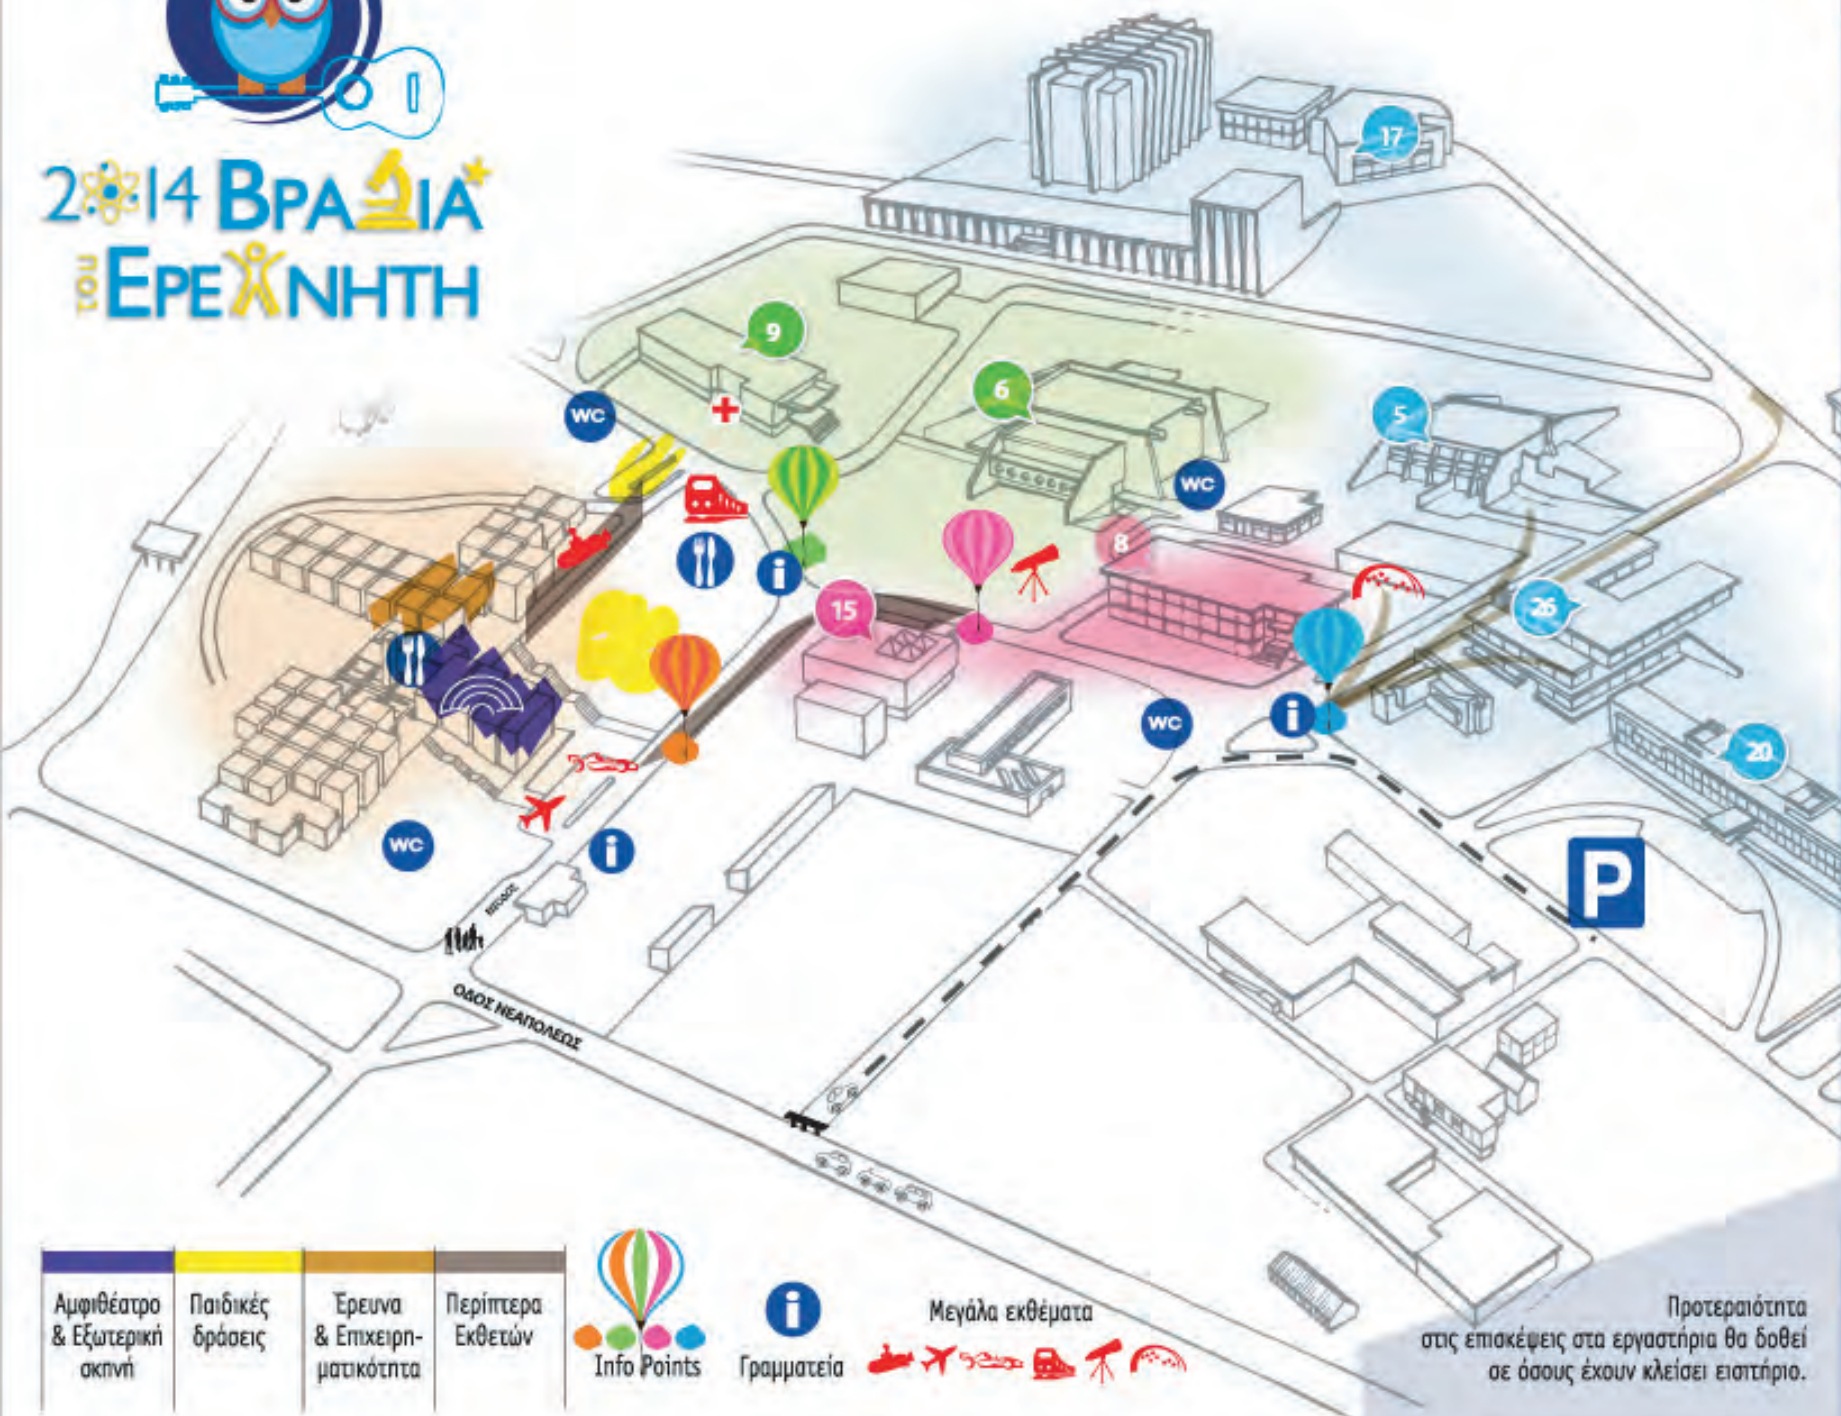 2014 ΒΡΑΔΙΑ
ΤΟΥ ΕΡΕΥΝΗΤΗ
17
9
6
5
WC
WC
8
15
26
WC
20
WC
P
ΕΙΣΟΔΟΣ
ΟΔΟΣ ΝΕΑΠΟΛΕΩΣ
Αμφιθέατρο
& Εξωτερική
σκηνή
Παιδικές
δράσεις
Έρευνα
& Επιχειρη-
ματικότητα
Περίπτερα
Εκθετών
Info Points
Γραμματεία
Μεγάλα εκθέματα
Προτεραιότητα
στις επισκέψεις στα εργαστήρια θα δοθεί
σε όσους έχουν κλείσει εισιτήριο.